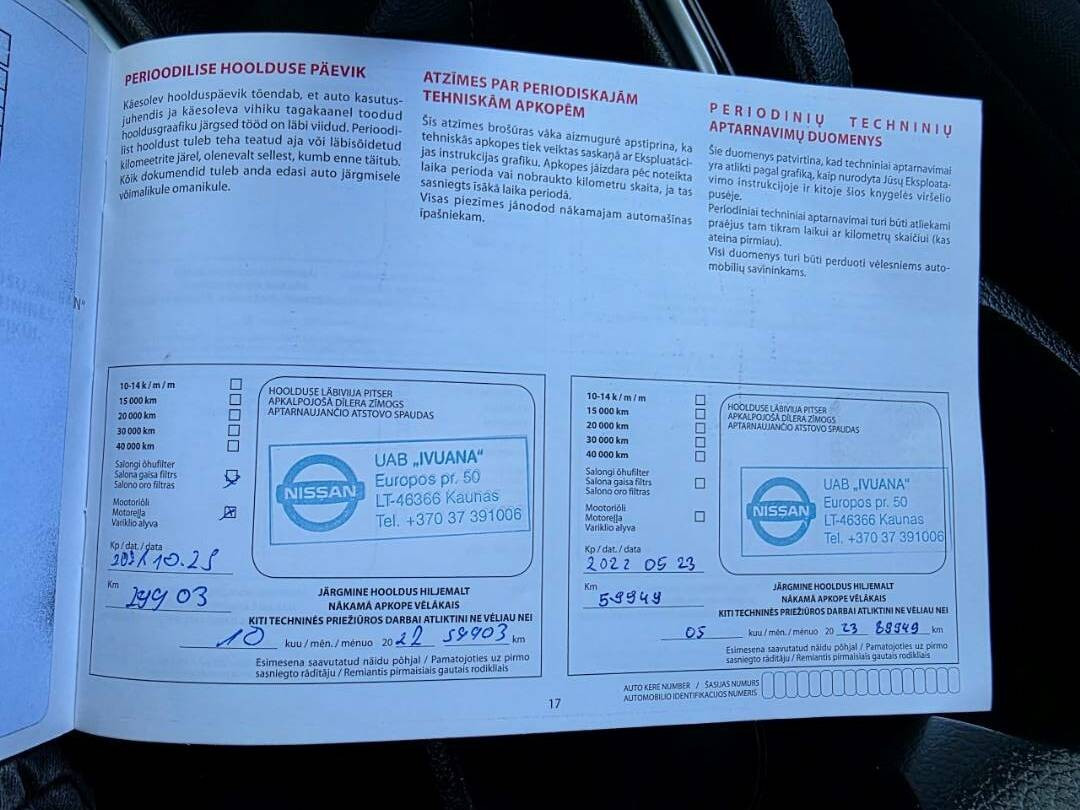 PERIOODILISE HOOLDUSE PÄEVIK
Käesolev hoolduspäevik tõendab, et auto kasutus-
juhendis ja käesoleva vihiku tagakaanel toodud
hooldusgraafiku järgsed tööd on läbi viidud. Perioodi-
list hooldust tuleb teha teatud aja või läbisõidetud
kilomeetrite järel, olenevalt sellest, kumb enne täitub.
Kõik dokumendid tuleb anda edasi auto järgmisele
võimalikule omanikule.
ATZĪMES PAR PERIODISKAJĀM
TEHNISKĀM APKOPĒM
Šīs atzīmes brošūras vāka aizmugurē apstiprina, ka
tehniskās apkopes tiek veiktas saskaņā ar Ekspluatāci-
jas instrukcijas grafiku. Apkopes jāizdara pēc noteikta
laika perioda vai nobraukto kilometru skaita, ja tas
sasniegts īsākā laika periodā.
Visas piezīmes jānodod nākamajam automašīnas
īpašniekam.
PERIODINIŲ TECHNINIŲ
APTARNAVIMŲ DUOMENYS
Šie duomenys patvirtina, kad techniniai aptarnavimai
yra atlikti pagal grafiką, kaip nurodyta Jūsų Eksploata-
vimo instrukcijoje ir kitoje šios knygelės viršelio
pusėje.
Periodiniai techniniai aptarnavimai turi būti atliekami
praėjus tam tikram laikui ar kilometrų skaičiui (kas
ateina pirmiau).
Visi duomenys turi būti perduoti vėlesniems auto-
mobilių savininkams.
10-14 k / m / m
15 000 km
20 000 km
30 000 km
40 000 km
Salongi õhufilter
Salona gaisa filtrs
Salono oro filtras
Mootoriõli
Motoreļļa
Variklio alyva
Kp / dat. / data
10.25
Km
29903
HOOLDUSE LÄBIVIIJA PITSER
APKALPOJOŠĀ DĪLERA ZĪMOGS
APTARNAUJANČIO ATSTOVO SPAUDAS
NISSAN
UAB „IVUANA“
Europos pr. 50
LT-46366 Kaunas
Tel. +370 37 391006
JÄRGMINE HOOLDUS HILJEMALT
NĀKAMĀ APKOPE VĒLĀKAIS
KITI TECHNINĖS PRIEŽIŪROS DARBAI ATLIKTINI NE VĖLIAU NEI
10 kuu / mēn. / mėnuo 20 22 59903 km
Esimesena saavutatud näidu põhjal / Pamatojoties uz pirmo
sasniegto rādītāju / Remiantis pirmaisiais gautais rodikliais
10-14 k / m / m
15 000 km
20 000 km
30 000 km
40 000 km
Salongi õhufilter
Salona gaisa filtrs
Salono oro filtras
Mootoriõli
Motoreļļa
Variklio alyva
Kp / dat. / data
2022 05 23
Km
59949
HOOLDUSE LÄBIVIIJA PITSER
APKALPOJOŠĀ DĪLERA ZĪMOGS
APTARNAUJANČIO ATSTOVO SPAUDAS
NISSAN
UAB „IVUANA“
Europos pr. 50
LT-46366 Kaunas
Tel. +370 37 391006
JÄRGMINE HOOLDUS HILJEMALT
NĀKAMĀ APKOPE VĒLĀKAIS
KITI TECHNINĖS PRIEŽIŪROS DARBAI ATLIKTINI NE VĖLIAU NEI
05 kuu / mēn. / mėnuo 20 23 89949 km
Esimesena saavutatud näidu põhjal / Pamatojoties uz pirmo
sasniegto rādītāju / Remiantis pirmaisiais gautais rodikliais
17
AUTO KERE NUMBER / ŠASIJAS NUMURS
AUTOMOBILIO IDENTIFIKACIJOS NUMERIS